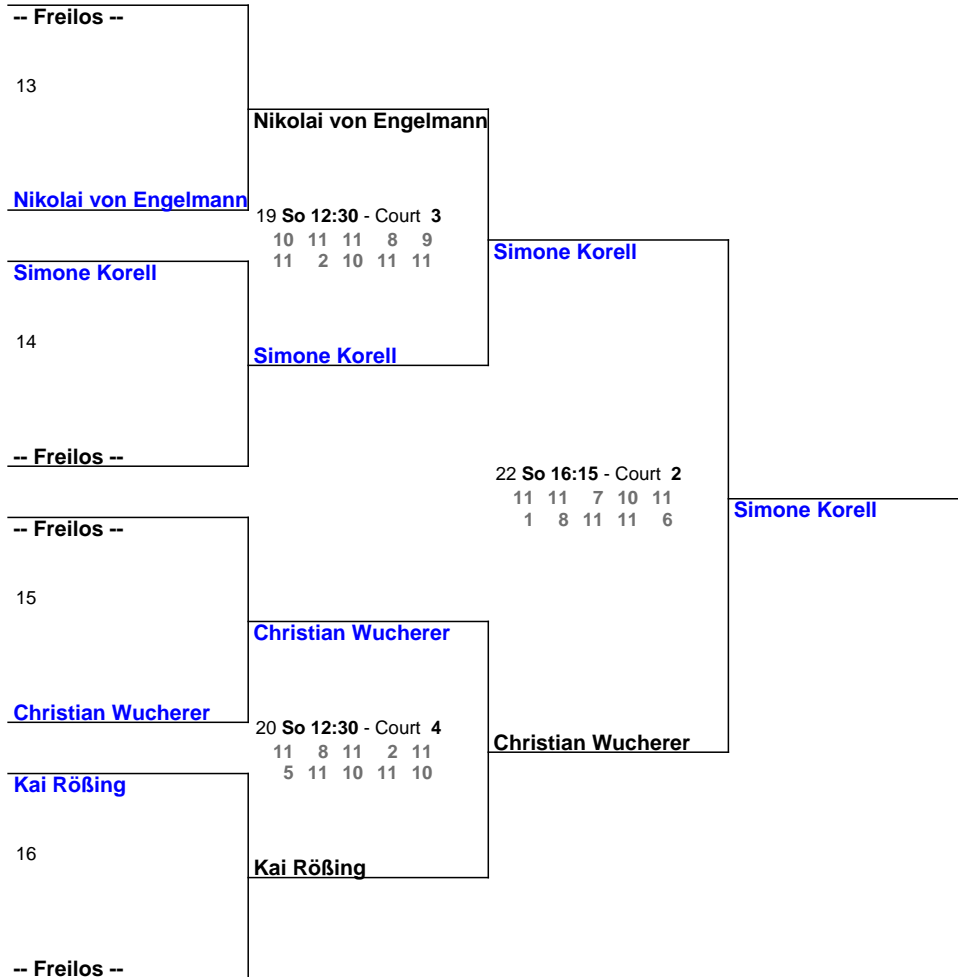 -- Freilos --
13
Nikolai von Engelmann
Nikolai von Engelmann
19 So 12:30 - Court 3
10 11 11 8 9
11 2 10 11 11
Simone Korell
Simone Korell
14
Simone Korell
-- Freilos --
22 So 16:15 - Court 2
11 11 7 10 11
1 8 11 11 6
Simone Korell
-- Freilos --
15
Christian Wucherer
Christian Wucherer
20 So 12:30 - Court 4
11 8 11 2 11
5 11 10 11 10
Christian Wucherer
Kai Rößing
16
Kai Rößing
-- Freilos --